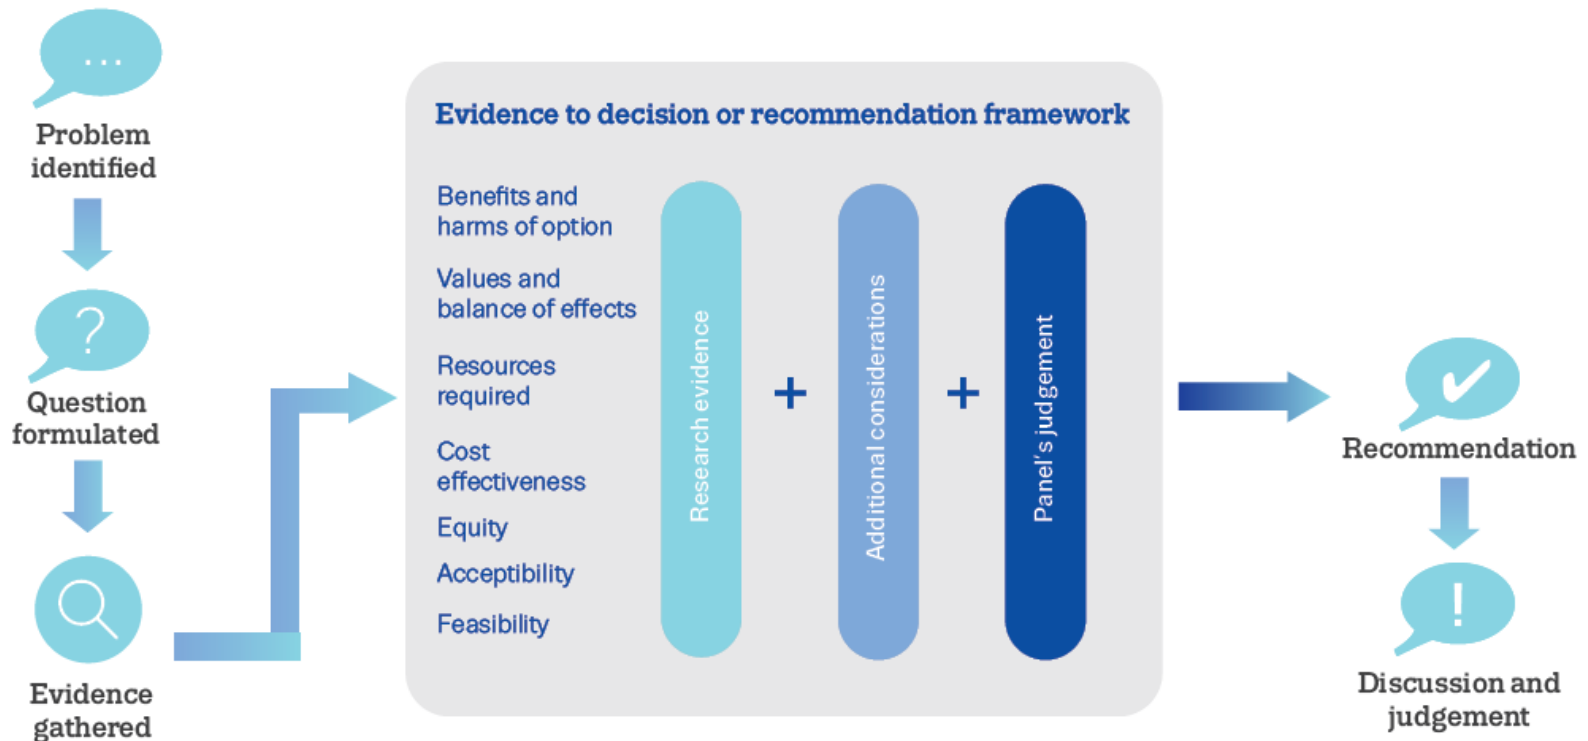 ...
Problem
identified
?
Question
formulated
Evidence
gathered
Evidence to decision or recommendation framework
Benefits and
harms of option
Values and
balance of effects
Resources
required
Cost
effectiveness
Equity
Acceptibility
Feasibility
Research evidence
+
Additional considerations
+
Panel's judgement
Recommendation
!
Discussion and
judgement